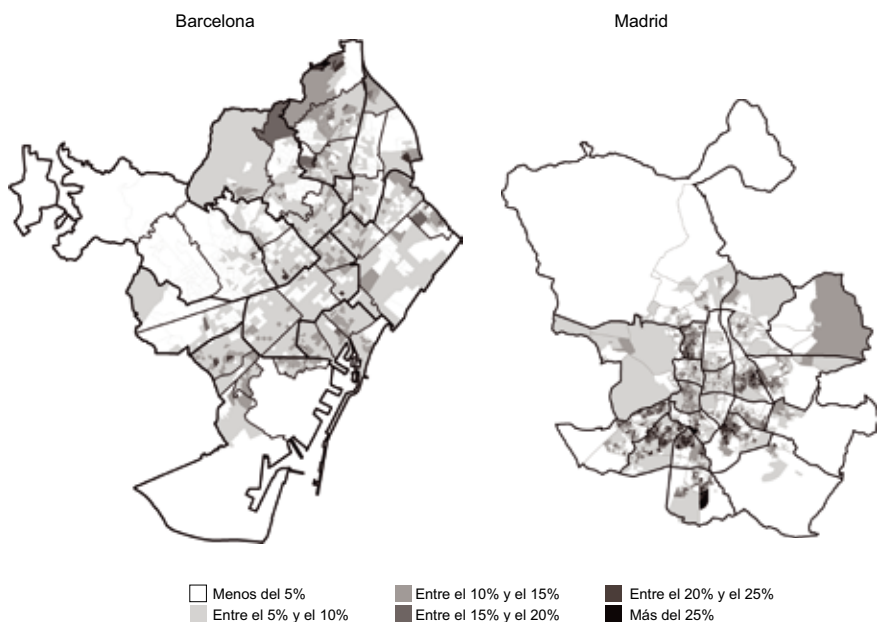 Barcelona
Madrid
Menos del 5%
Entre el 10% y el 15%
Entre el 20% y el 25%
Entre el 5% y el 10%
Entre el 15% y el 20%
Más del 25%